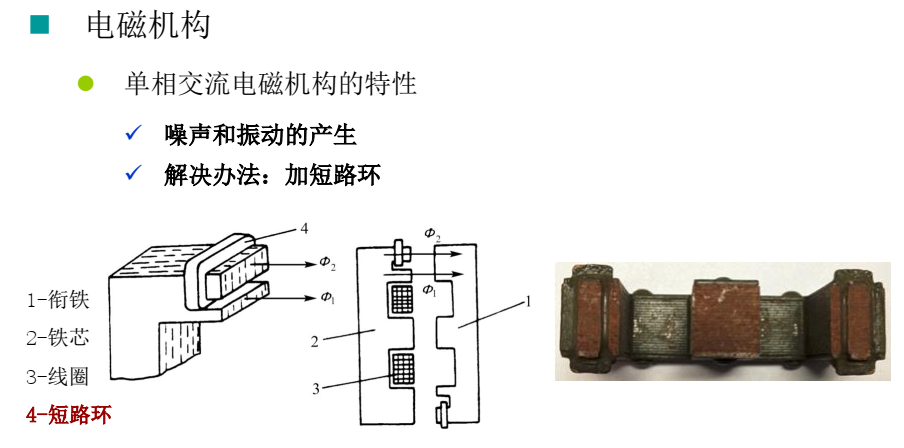 电磁机构
单相交流电磁机构的特性
噪声和振动的产生
解决办法：加短路环
4
Φ2
Φ1
Φ2
Φ1
1
2
3
1-衔铁
2-铁芯
3-线圈
4-短路环